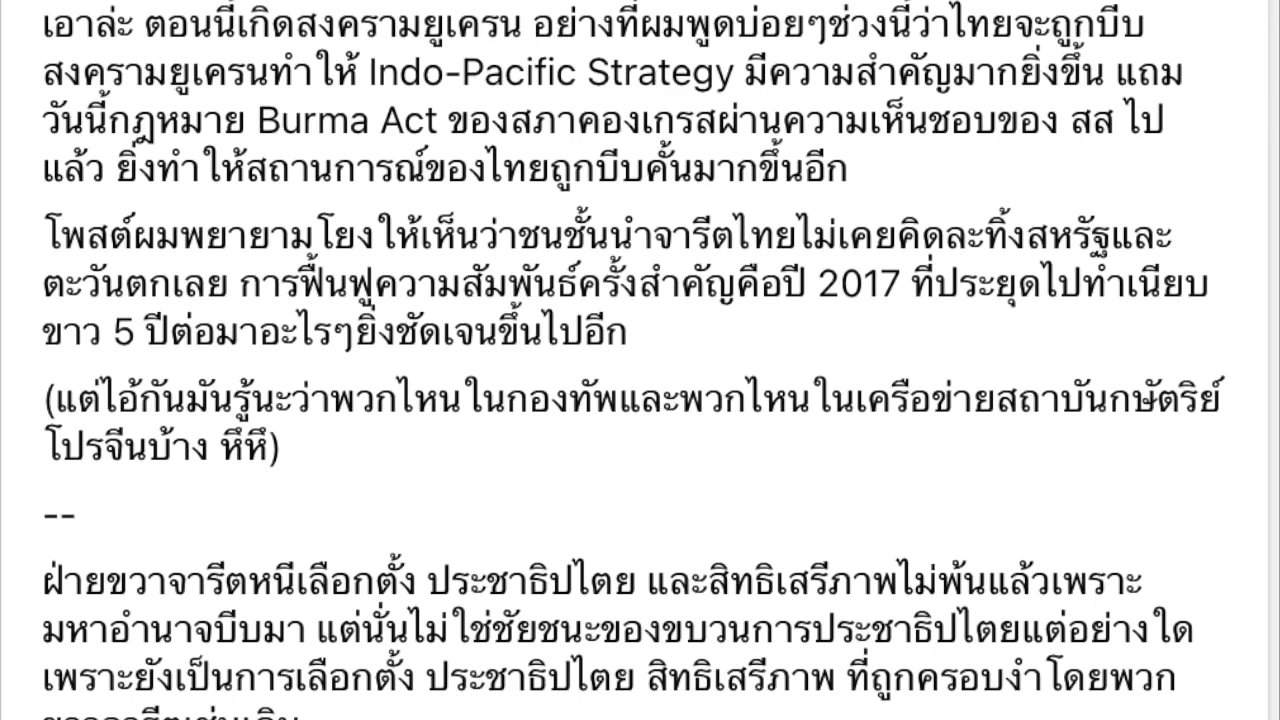 เอาล่ะ ตอนนี้เกิดสงครามยูเครน อย่างที่ผมพูดบ่อยๆช่วงนี้ว่าไทยจะถูกบีบ
สงครามยูเครนทำให้ Indo-Pacific Strategy มีความสำคัญมากยิ่งขึ้น แถม
วันนี้กฎหมาย Burma Act ของสภาคองเกรสผ่านความเห็นชอบของ สส ไป
แล้ว ยิ่งทำให้สถานการณ์ของไทยถูกบีบคั้นมากขึ้นอีก
โพสต์ผมพยายามโยงให้เห็นว่าชนชั้นนำจารีตไทยไม่เคยคิดละทิ้งสหรัฐและ
ตะวันตกเลย การฟื้นฟูความสัมพันธ์ครั้งสำคัญคือปี 2017 ที่ประยุดไปทำเนียบ
ขาว 5 ปีต่อมาอะไรๆยิ่งชัดเจนขึ้นไปอีก
(แต่ไอ้กันมันรู้นะว่าพวกไหนในกองทัพและพวกไหนในเครือข่ายสถาบันกษัตริย์
โปรจีนบ้าง หึหึ)
--
ฝ่ายขวาจารีตหนีเลือกตั้ง ประชาธิปไตย และสิทธิเสรีภาพไม่พ้นแล้วเพราะ
มหาอำนาจบีบมา แต่นั่นไม่ใช่ชัยชนะของขบวนการประชาธิปไตยแต่อย่างใด
เพราะยังเป็นการเลือกตั้ง ประชาธิปไตย สิทธิเสรีภาพ ที่ถูกครอบงำโดยพวก
ขวาจารีตเช่นเดิม